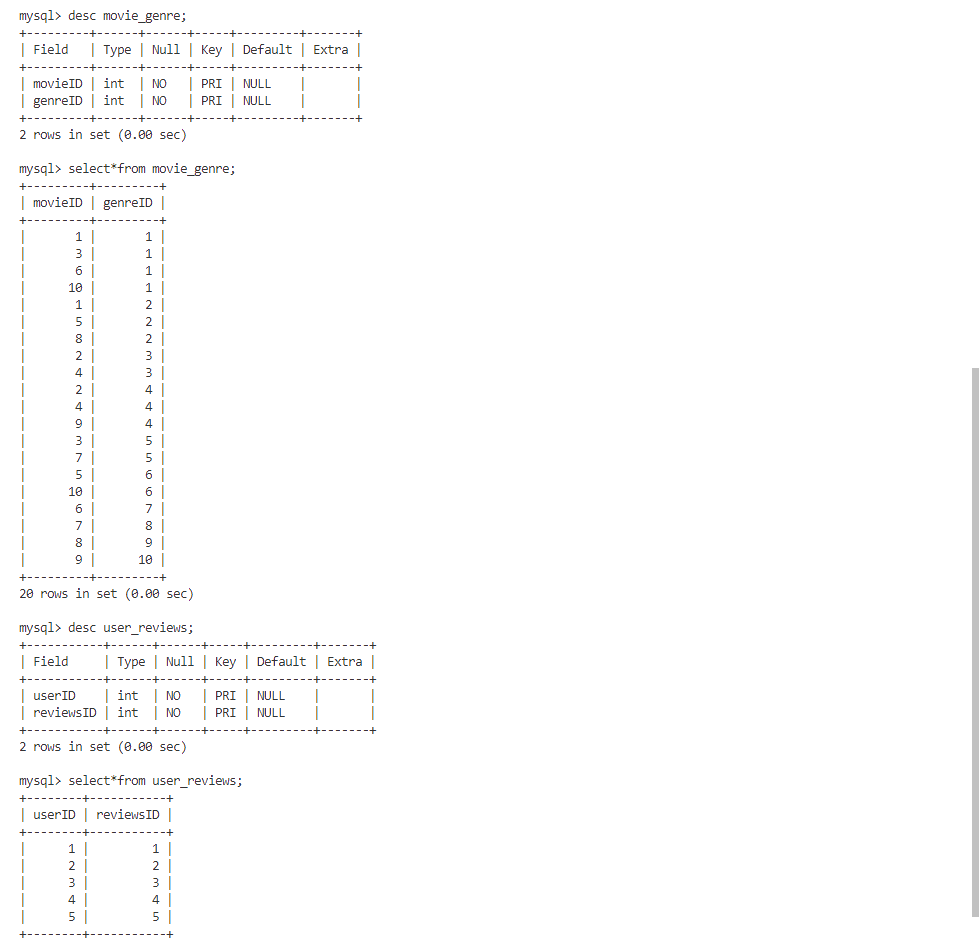 mysql> desc movie_genre;
+---------+------+------+-----+---------+-------+
| Field   | Type | Null | Key | Default | Extra |
+---------+------+------+-----+---------+-------+
| movieID | int  | NO   | PRI | NULL    |       |
| genreID | int  | NO   | PRI | NULL    |       |
+---------+------+------+-----+---------+-------+
2 rows in set (0.00 sec)

mysql> select*from movie_genre;
+---------+---------+
| movieID | genreID |
+---------+---------+
|       1 |       1 |
|       3 |       1 |
|       6 |       1 |
|      10 |       1 |
|       1 |       2 |
|       5 |       2 |
|       8 |       2 |
|       2 |       3 |
|       4 |       3 |
|       2 |       4 |
|       4 |       4 |
|       9 |       4 |
|       3 |       5 |
|       7 |       5 |
|       5 |       6 |
|      10 |       6 |
|       6 |       7 |
|       7 |       8 |
|       8 |       9 |
|       9 |      10 |
+---------+---------+
20 rows in set (0.00 sec)

mysql> desc user_reviews;
+-----------+------+------+-----+---------+-------+
| Field     | Type | Null | Key | Default | Extra |
+-----------+------+------+-----+---------+-------+
| userID    | int  | NO   | PRI | NULL    |       |
| reviewsID | int  | NO   | PRI | NULL    |       |
+-----------+------+------+-----+---------+-------+
2 rows in set (0.00 sec)

mysql> select*from user_reviews;
+--------+-----------+
| userID | reviewsID |
+--------+-----------+
|      1 |         1 |
|      2 |         2 |
|      3 |         3 |
|      4 |         4 |
|      5 |         5 |
+--------+-----------+